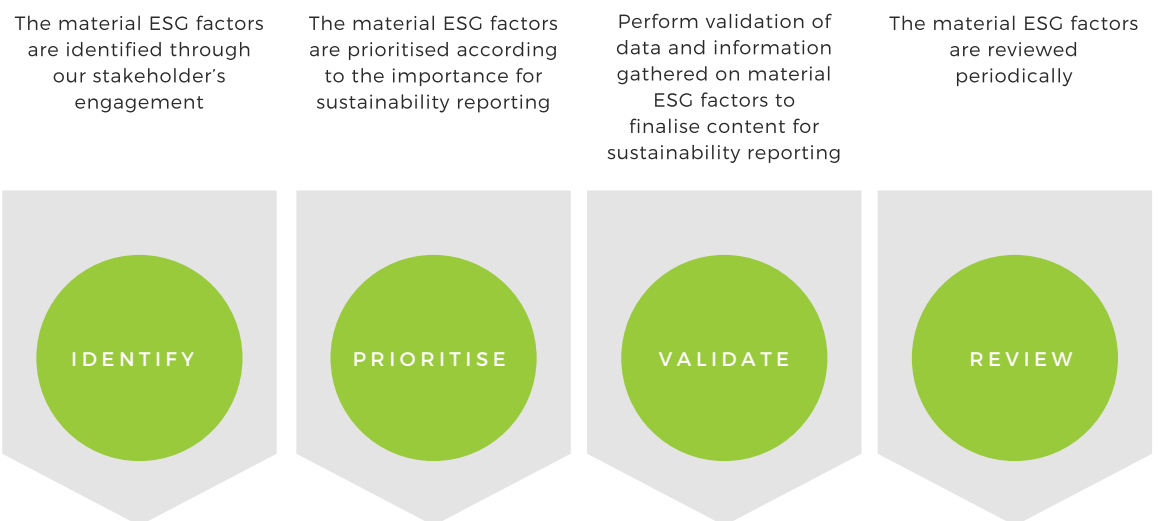 The material ESG factors
are identified through
our stakeholder's
engagement
The material ESG factors
are prioritised according
to the importance for
sustainability reporting
Perform validation of
data and information
gathered on material
ESG factors to
finalise content for
sustainability reporting
The material ESG factors
are reviewed
periodically
IDENTIFY
PRIORITISE
VALIDATE
REVIEW